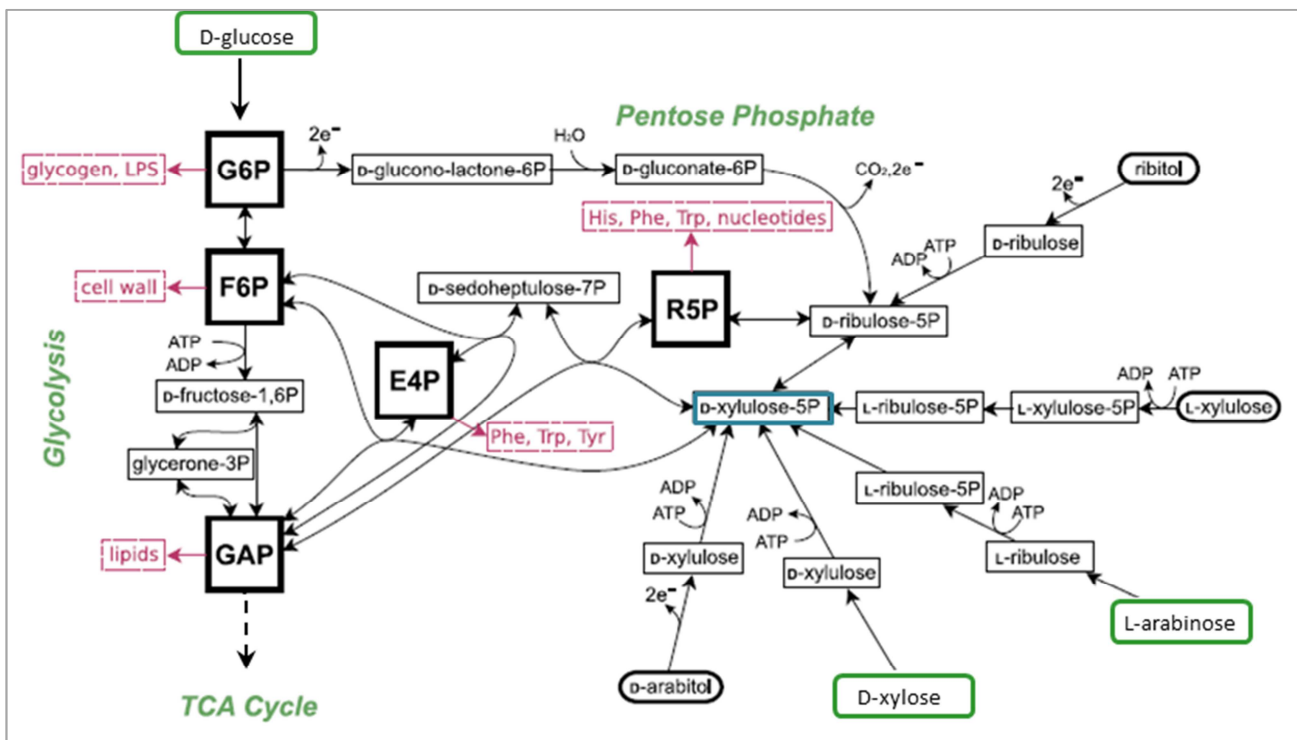 D-glucose
Pentose Phosphate
G6P
glycogen, LPS
2e⁻
D-glucono-lactone-6P
H₂O
D-gluconate-6P
CO₂,2e⁻
ribitol
2e⁻
D-ribulose
His, Phe, Trp, nucleotides
ADP
ATP
F6P
cell wall
D-sedoheptulose-7P
R5P
D-ribulose-5P
Glycolysis
ATP
ADP
E4P
D-fructose-1,6P
D-xylulose-5P
L-ribulose-5P
L-xylulose-5P
ADP
ATP
L-xylulose
Phe, Trp, Tyr
glycerone-3P
L-ribulose-5P
ADP
ATP
ADP
ATP
ADP
ATP
GAP
lipids
D-xylulose
D-xylulose
L-ribulose
2e⁻
L-arabinose
D-arabitol
D-xylose
TCA Cycle